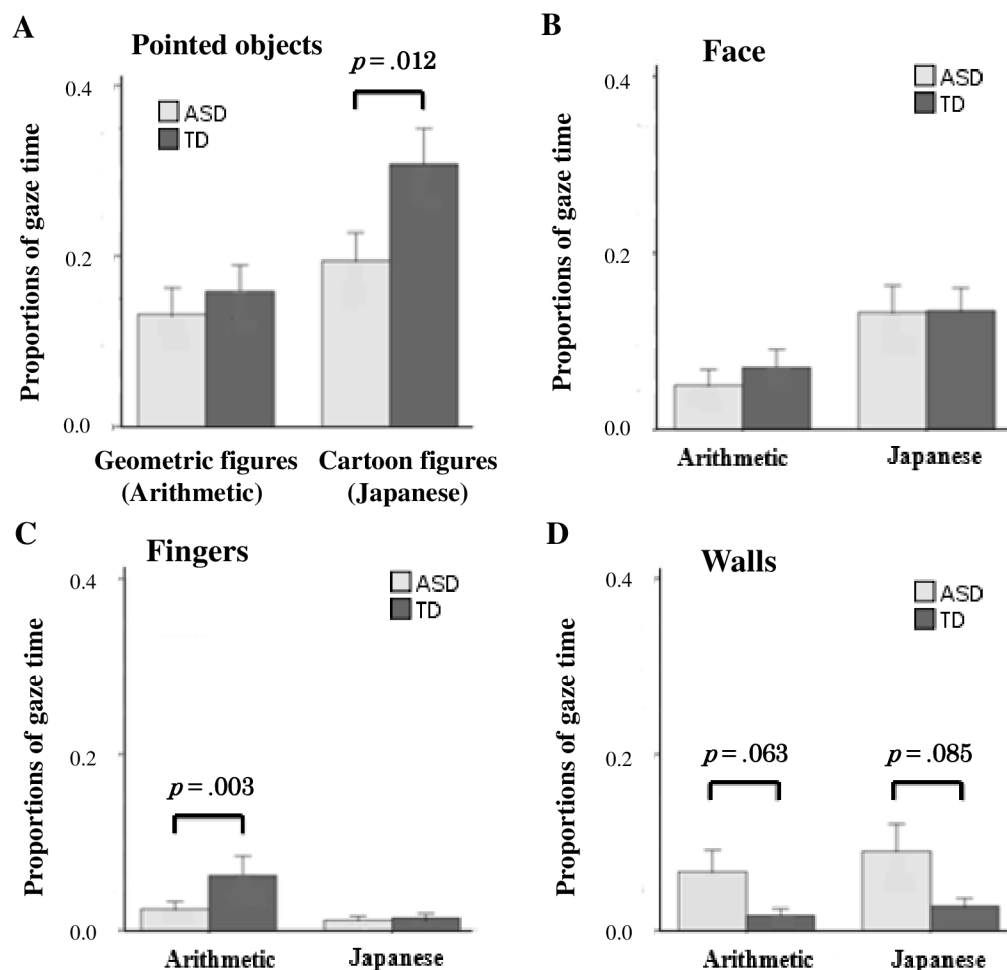 A
Pointed objects
p = .012
0.4
ASD
TD
0.2
0.0
Proportions of gaze time
Geometric figures
(Arithmetic)
Cartoon figures
(Japanese)
B
Face
0.4
ASD
TD
0.2
0.0
Proportions of gaze time
Arithmetic
Japanese
C
Fingers
0.4
ASD
TD
0.2
p = .003
0.0
Proportions of gaze time
Arithmetic
Japanese
D
Walls
0.4
ASD
TD
0.2
p = .063
p = .085
0.0
Proportions of gaze time
Arithmetic
Japanese